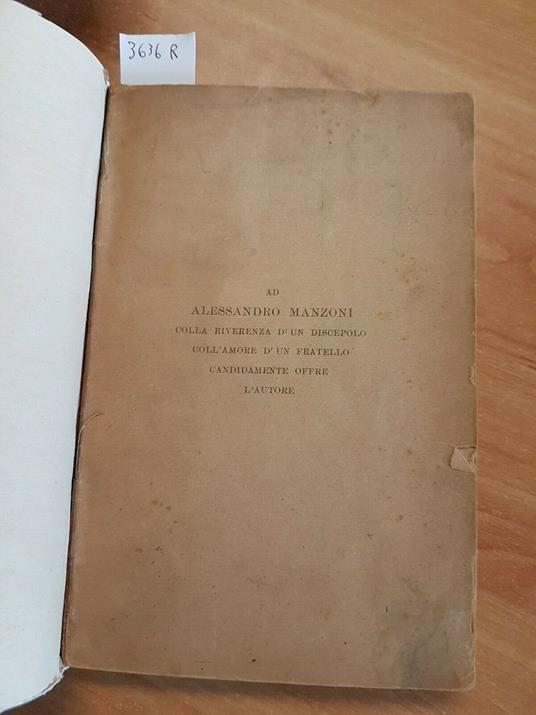 3636 R
AD
ALESSANDRO MANZONI
COLLA RIVERENZA D'UN DISCEPOLO
COLL'AMORE D'UN FRATELLO
CANDIDAMENTE OFFRE
L'AUTORE